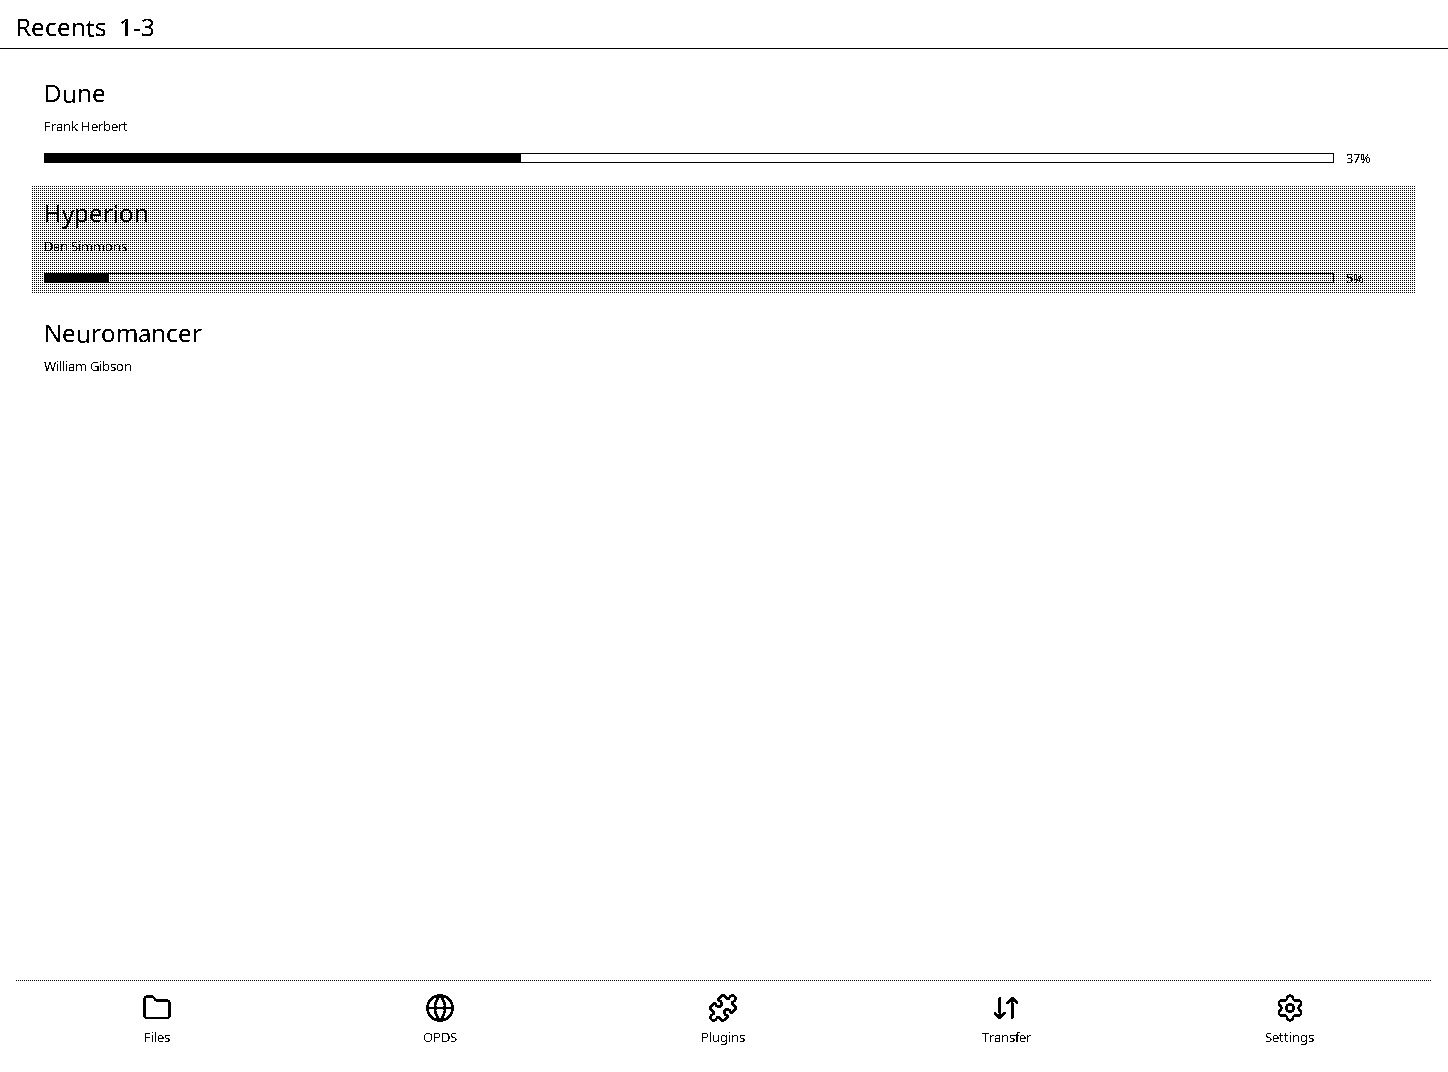 Recents 1-3
Dune
Frank Herbert
37%
Hyperion
Dan Simmons
5%
Neuromancer
William Gibson
Files
OPDS
Plugins
Transfer
Settings